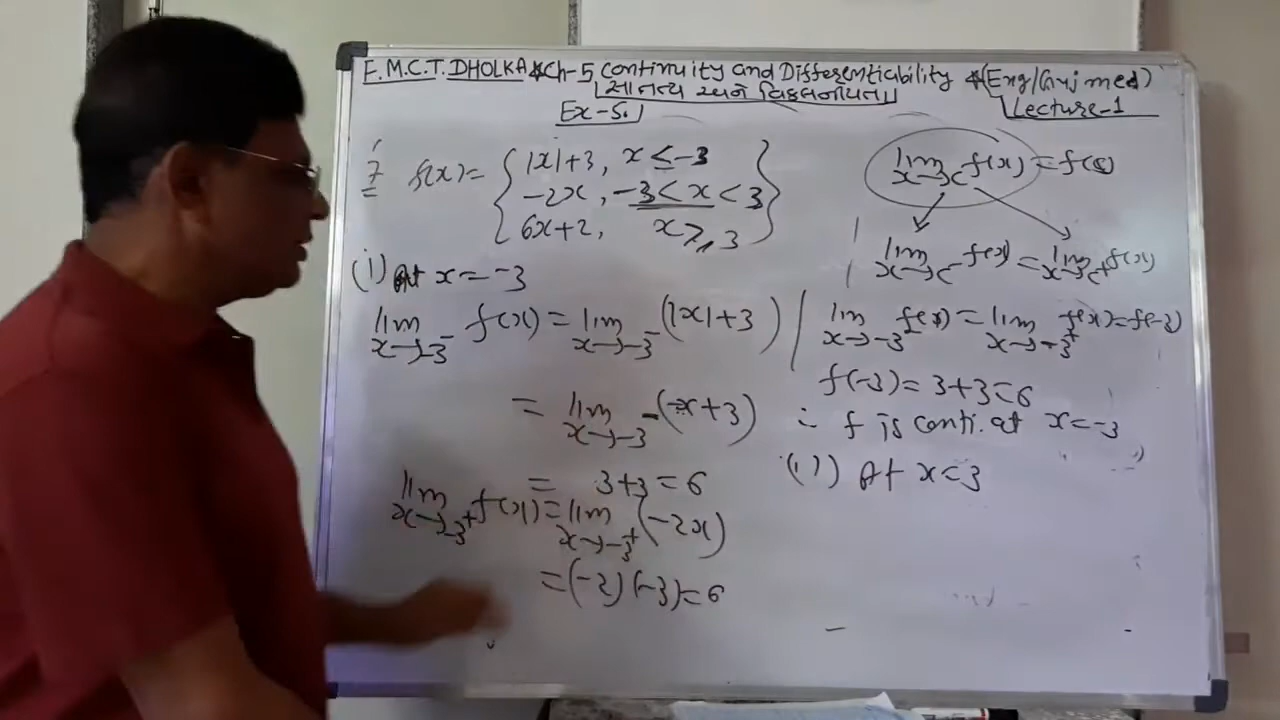 F.M.C.T. DHOLKA * Ch-5 Continuity and Differentiability * (Eng/Guj med)
સાતત્ય અને વિકલનીયતા
Ex-5.1
Lecture-1
7 f(x) = { |x|+3, x ≤ -3
-2x, -3 < x < 3
6x+2, x ≥ 3 }
lim x→c f(x) = f(c)
lim x→c⁻ f(x) = lim x→c⁺ f(x)
(i) At x = -3
lim x→-3⁻ f(x) = lim x→-3⁻ (|x|+3)
= lim x→-3⁻ (-x+3)
= 3+3 = 6
lim x→-3⁺ f(x) = lim x→-3⁺ (-2x)
= (-2)(-3) = 6
lim x→-3⁻ f(x) = lim x→-3⁺ f(x) = f(-3)
f(-3) = 3+3 = 6
∴ f is conti. at x = -3
(ii) At x = 3